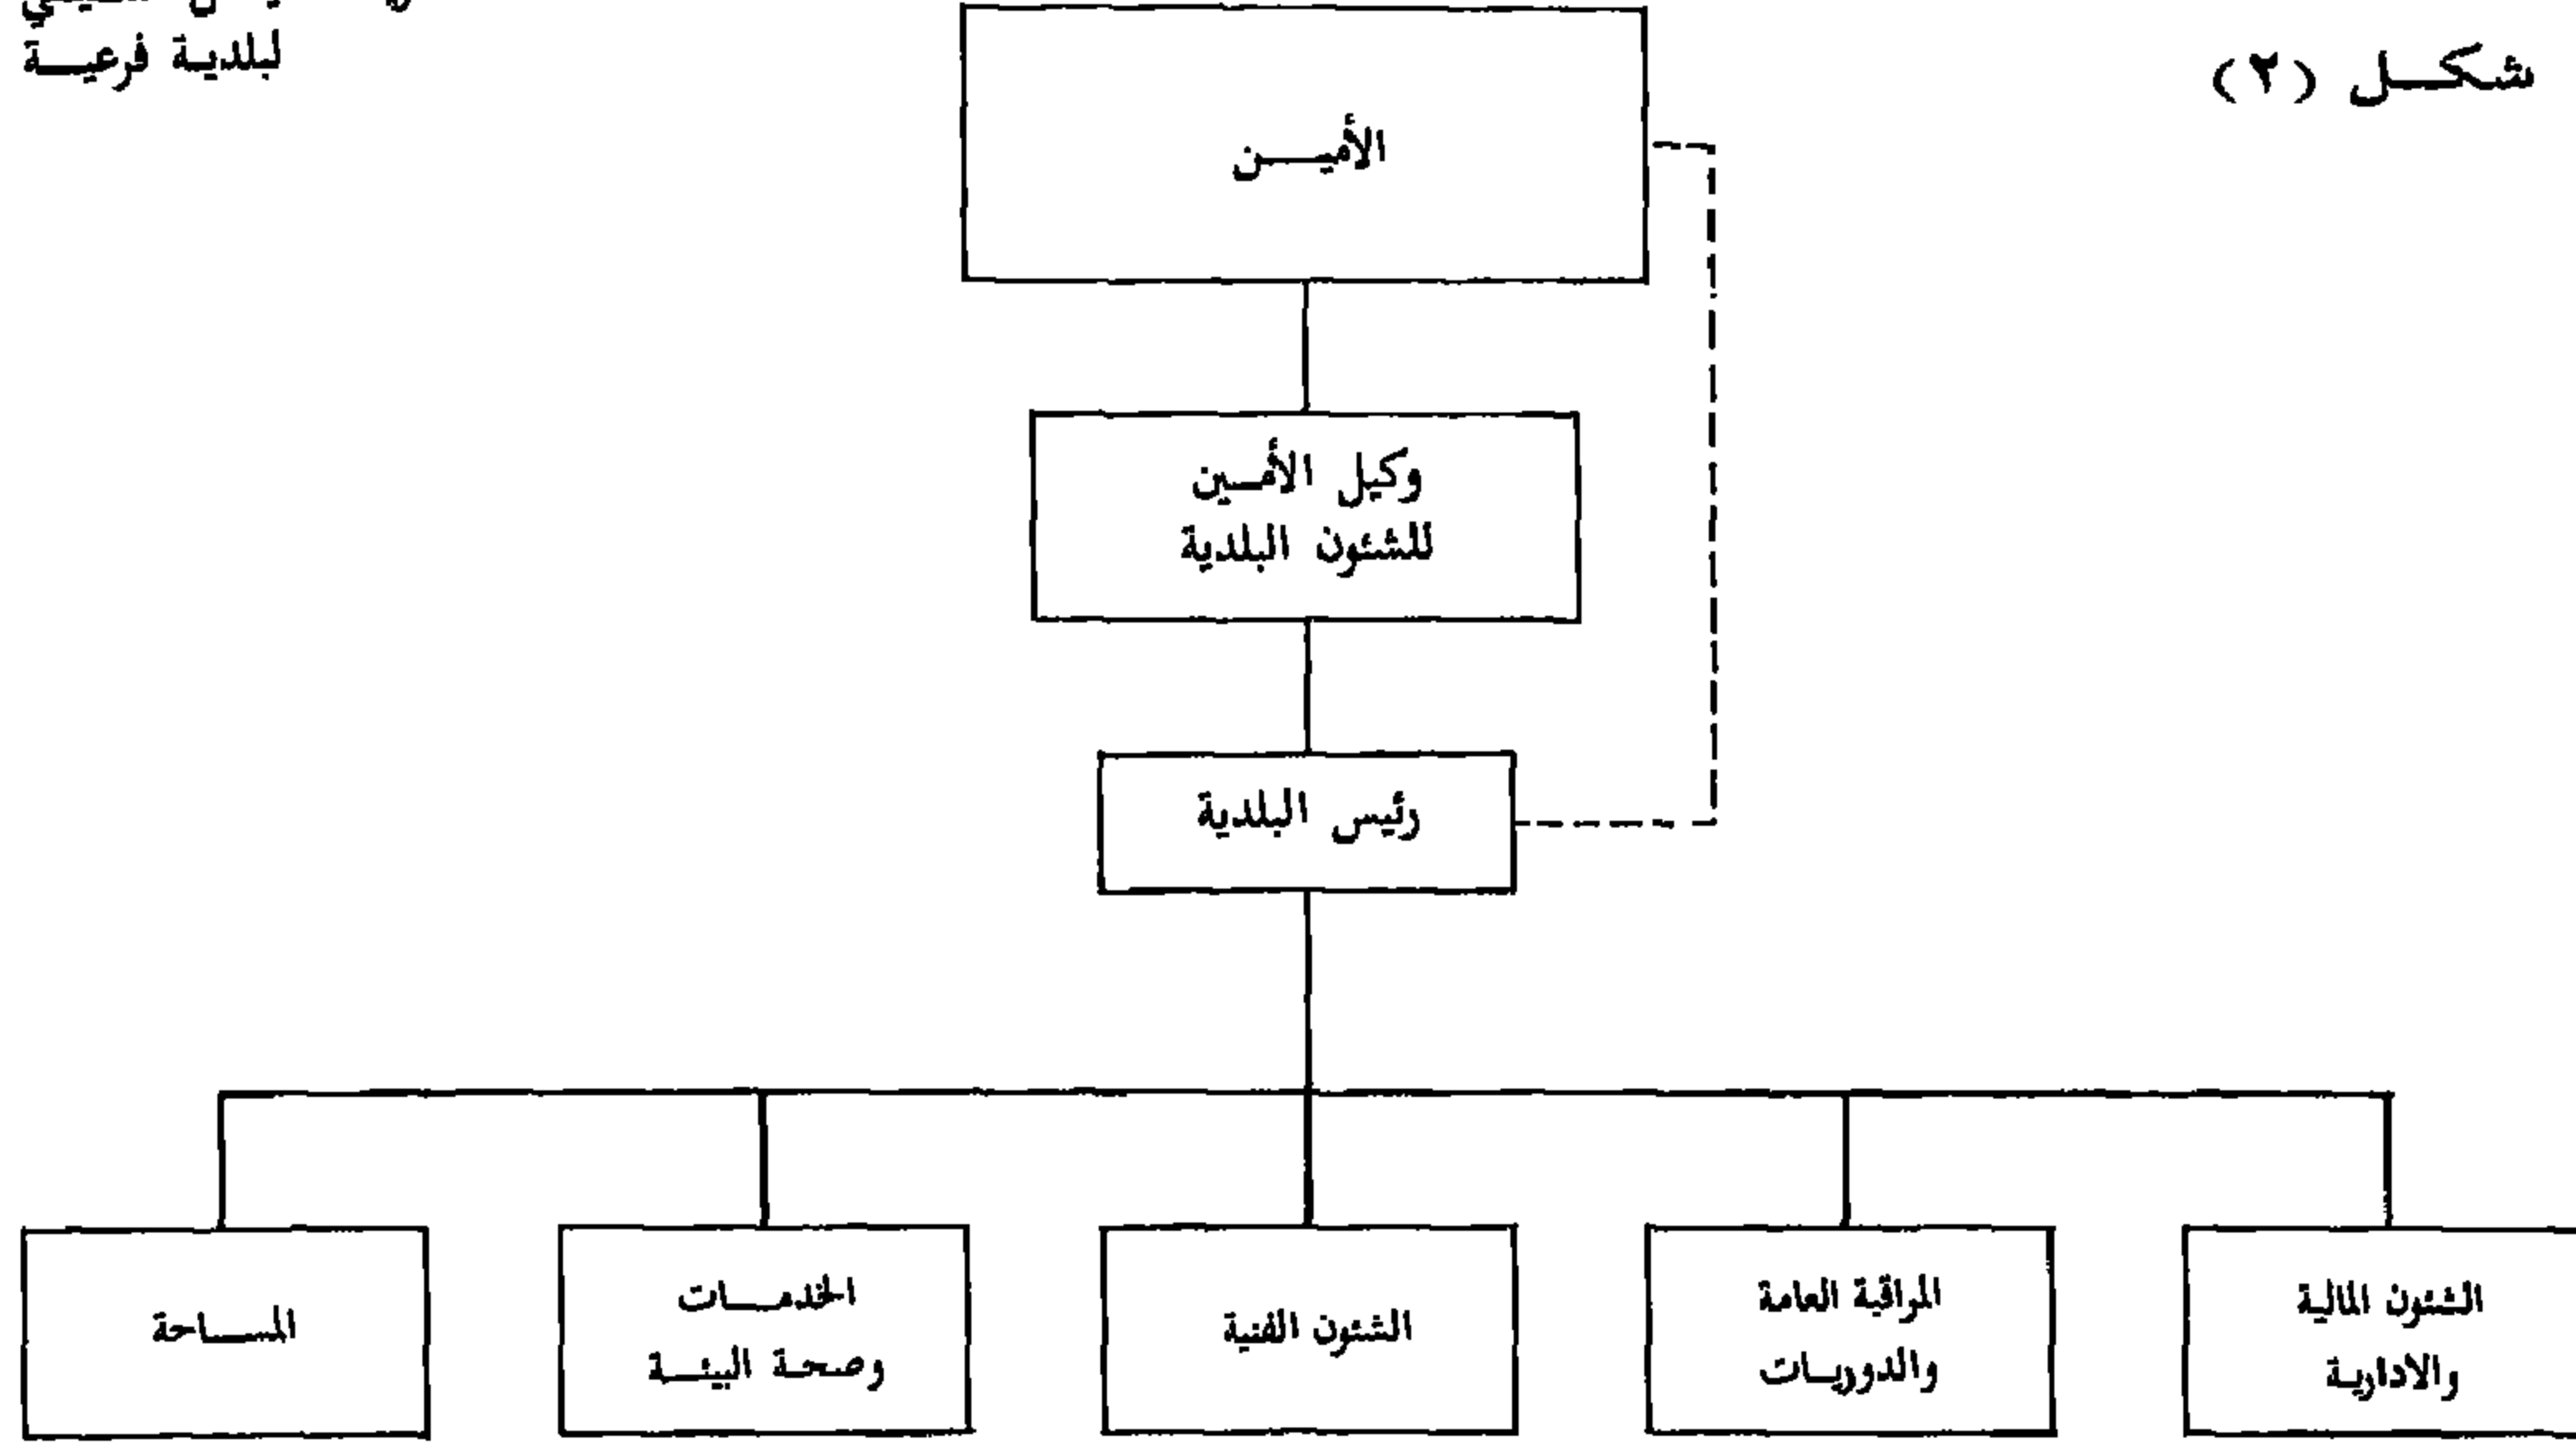 شكل (٢)
لبلدية فرعية
الأمين
وكيل الأمين
للشئون البلدية
رئيس البلدية
الشئون المالية
والادارية
المراقبة العامة
والدوريات
الشئون الفنية
الخدمات
وصحة البيئة
المساحة